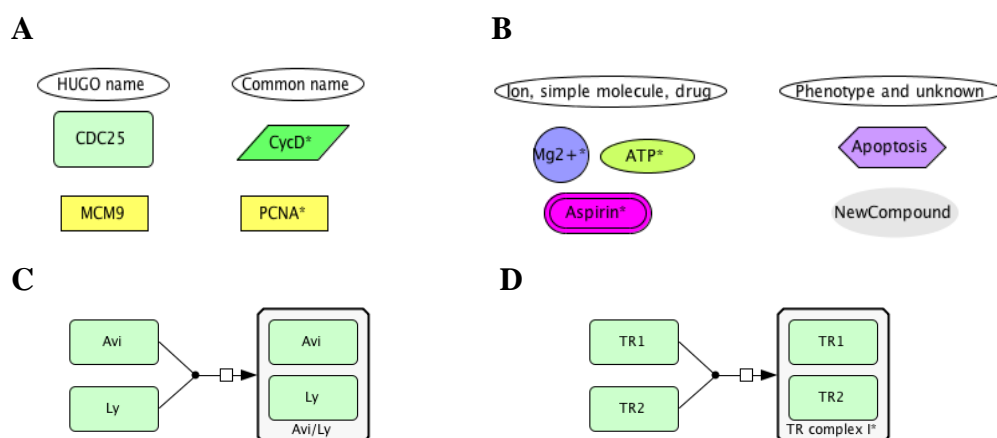 A
B
HUGO name
Common name
Ion, simple molecule, drug
Phenotype and unknown
CDC25
CycD*
Mg2+*
ATP*
Apoptosis
MCM9
PCNA*
Aspirin*
NewCompound
C
D
Avi
Avi
Ly
Ly
Avi/Ly
TR1
TR1
TR2
TR2
TR complex I*